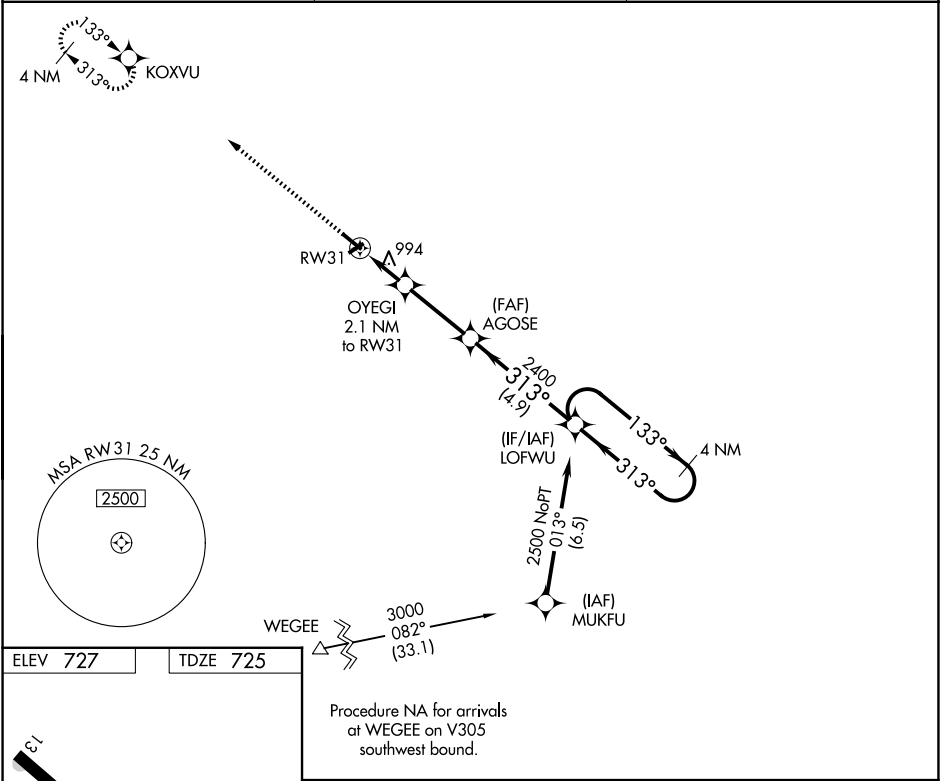 133°
4 NM
313°
KOXVU
RW31
994
OYEGI
2.1 NM
to RW31
(FAF)
AGOSE
2400
313°
(4.9)
(IF/IAF)
LOFWU
133°
4 NM
313°
MSA RW31 25 NM
2500
2500 NoPT
013°
(6.5)
(IAF)
MUKFU
WEGEE
3000
082°
(33.1)
ELEV 727
TDZE 725
Procedure NA for arrivals
at WEGEE on V305
southwest bound.
13